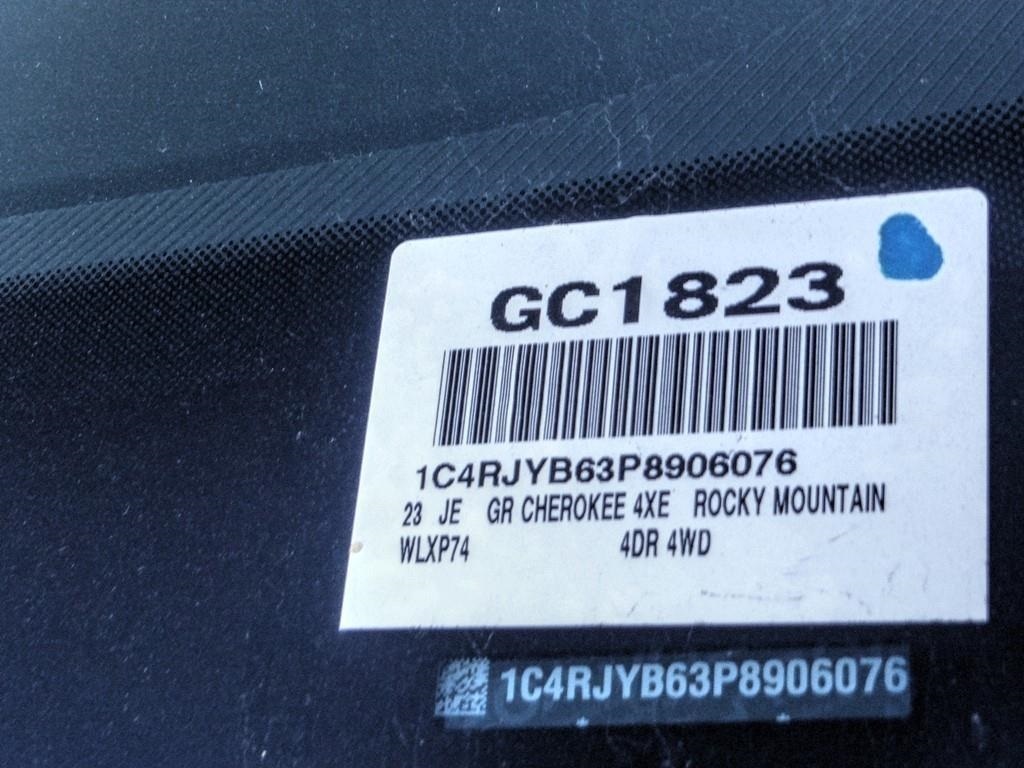 GC1823
1C4RJYB63P8906076
23 JE GR CHEROKEE 4XE ROCKY MOUNTAIN
WLXP74 4DR 4WD
1C4RJYB63P8906076